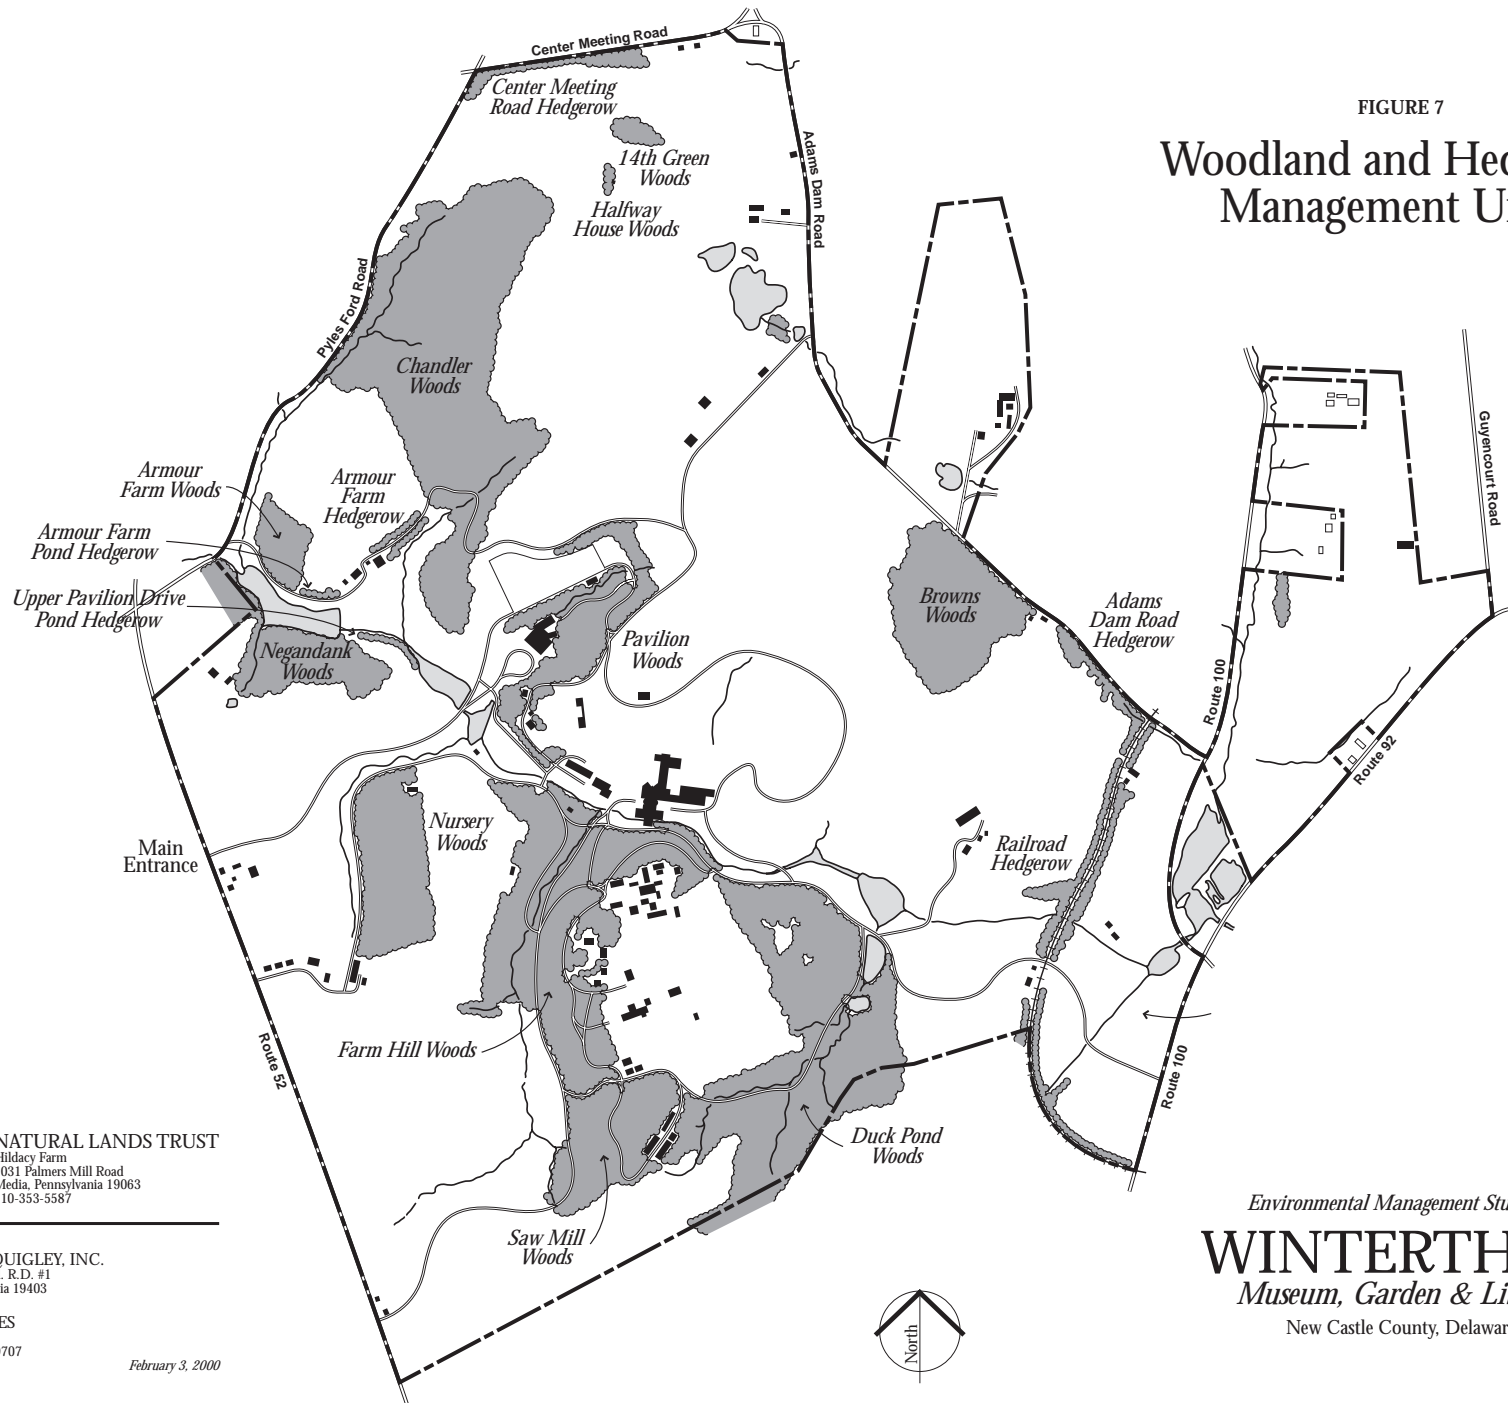 FIGURE 7
Woodland and
Management
Center Meeting Road
Center Meeting
Road Hedgerow
14th Green
Woods
Halfway
House Woods
Adams Dam Road
Pyles Ford Road
Chandler
Woods
Armour
Farm Woods
Armour
Farm
Hedgerow
Armour Farm
Pond Hedgerow
Upper Pavilion Drive
Pond Hedgerow
Negandank
Woods
Pavilion
Woods
Browns
Woods
Adams
Dam Road
Hedgerow
Guyencourt Road
Route 100
Route 92
Nursery
Woods
Main
Entrance
Railroad
Hedgerow
Route 52
Farm Hill Woods
Route 100
Duck Pond
Woods
Saw Mill
Woods
NATURAL LANDS TRUST
Hildacy Farm
031 Palmers Mill Road
Media, Pennsylvania 19063
10-353-5587
QUIGLEY, INC.
. R.D. #1
ia 19403
ES
0707
February 3, 2000
North
Environmental Management
WINTERTH
Museum, Garden &
New Castle County, Delawar